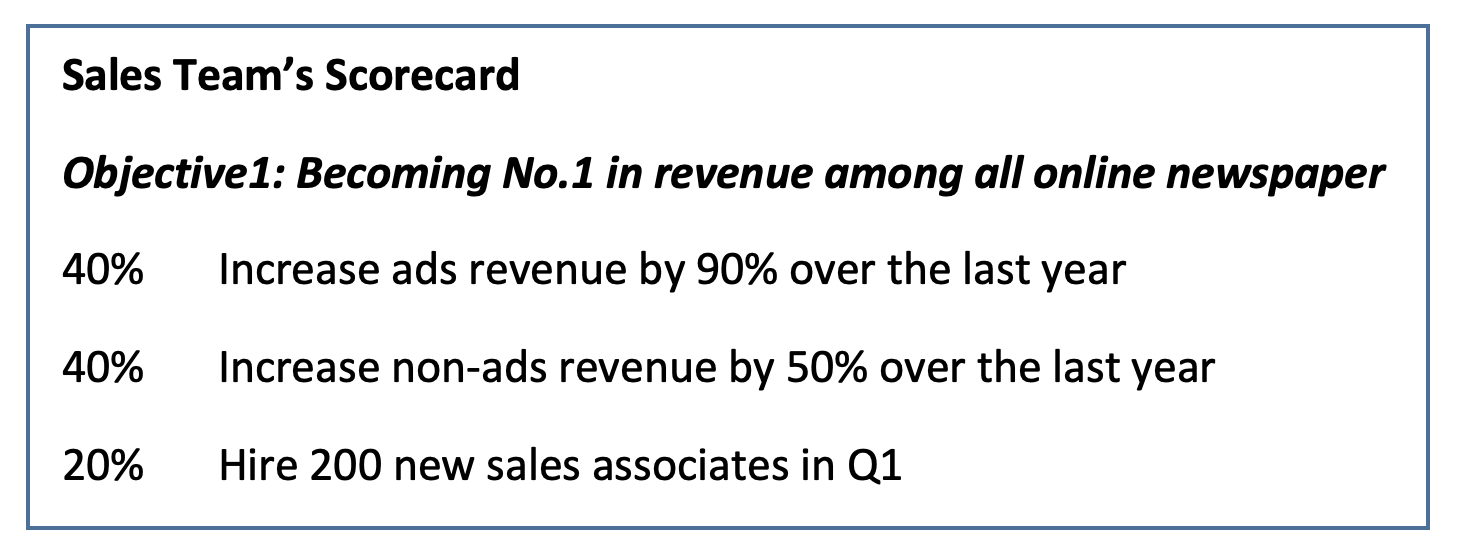 Sales Team’s Scorecard
Objective1: Becoming No.1 in revenue among all online newspaper
40% Increase ads revenue by 90% over the last year
40% Increase non-ads revenue by 50% over the last year
20% Hire 200 new sales associates in Q1